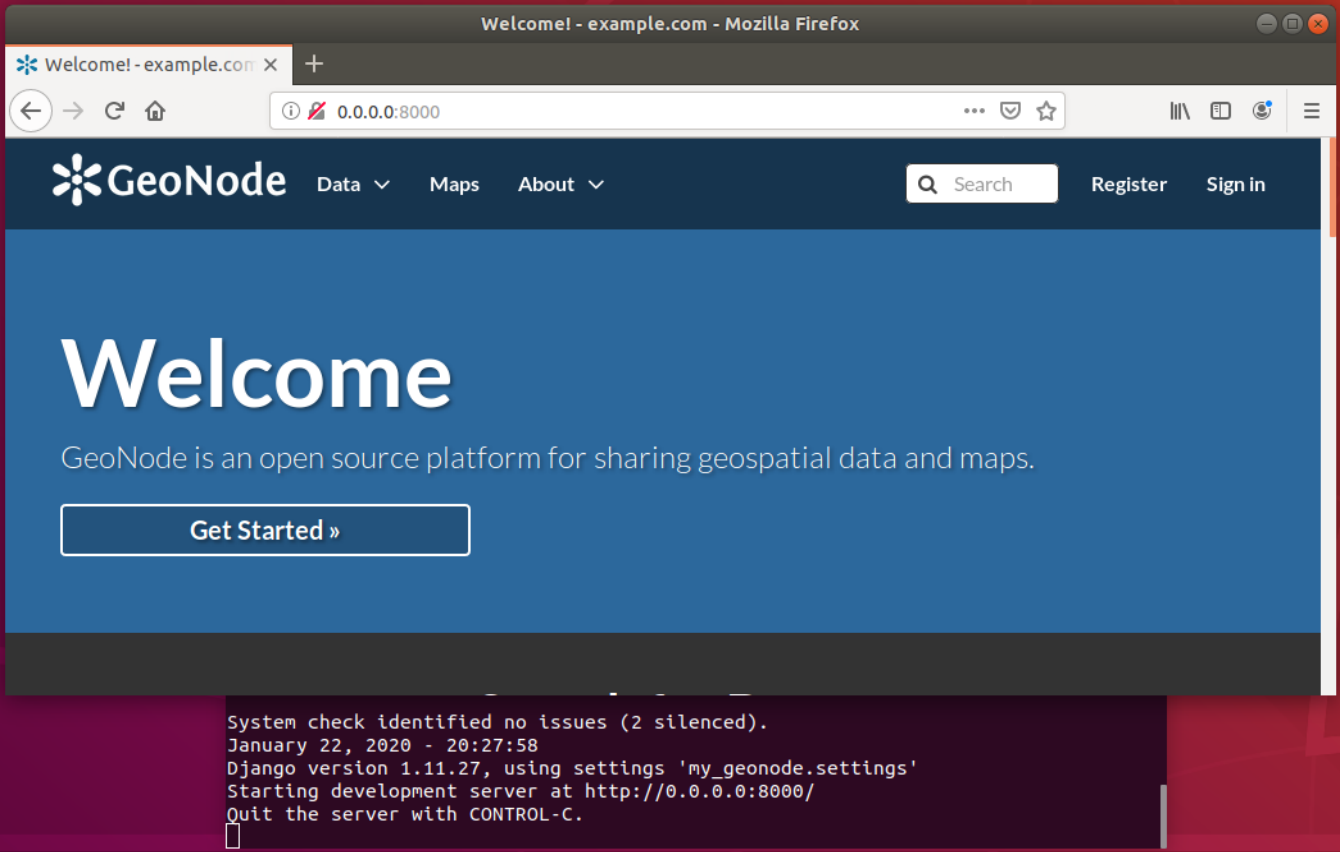 Welcome! - example.com - Mozilla Firefox
Welcome! - example.com
0.0.0.0:8000
GeoNode Data Maps About Search Register Sign in
Welcome
GeoNode is an open source platform for sharing geospatial data and maps.
Get Started »
System check identified no issues (2 silenced).
January 22, 2020 - 20:27:58
Django version 1.11.27, using settings 'my_geonode.settings'
Starting development server at http://0.0.0.0:8000/
Quit the server with CONTROL-C.